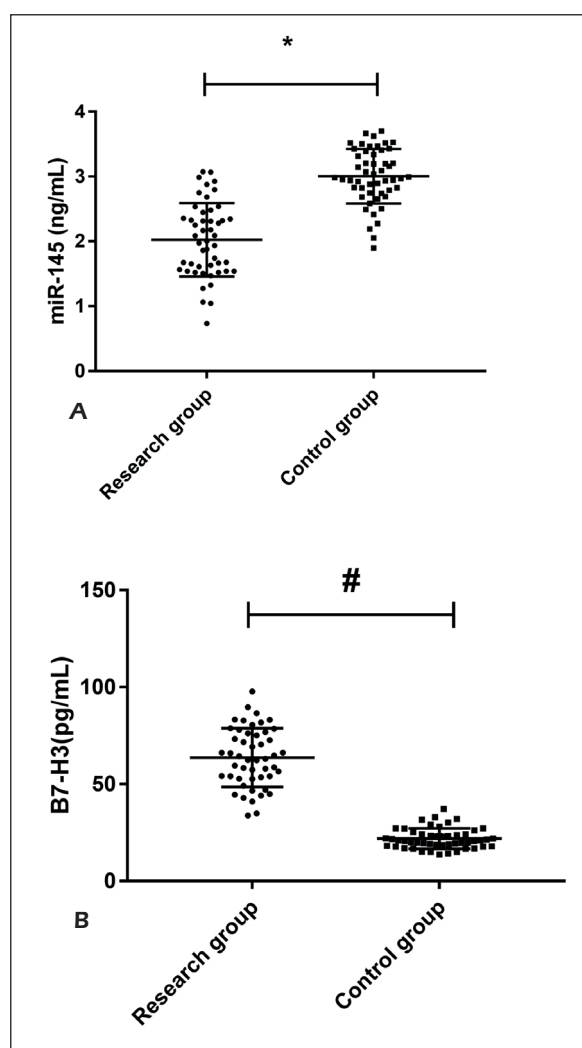 *
4
3
2
1
0
miR-145 (ng/mL)
Research group
Control group
A
#
150
100
50
0
B7-H3(pg/mL)
Research group
Control group
B